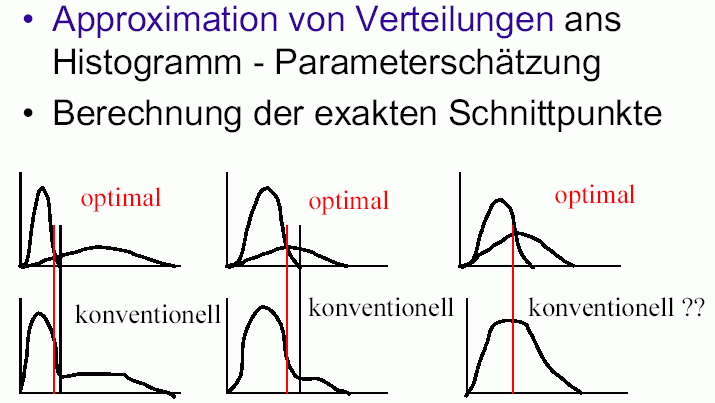 • Approximation von Verteilungen ans
Histogramm - Parameterschätzung
• Berechnung der exakten Schnittpunkte
optimal
optimal
optimal
konventionell
konventionell
konventionell ??